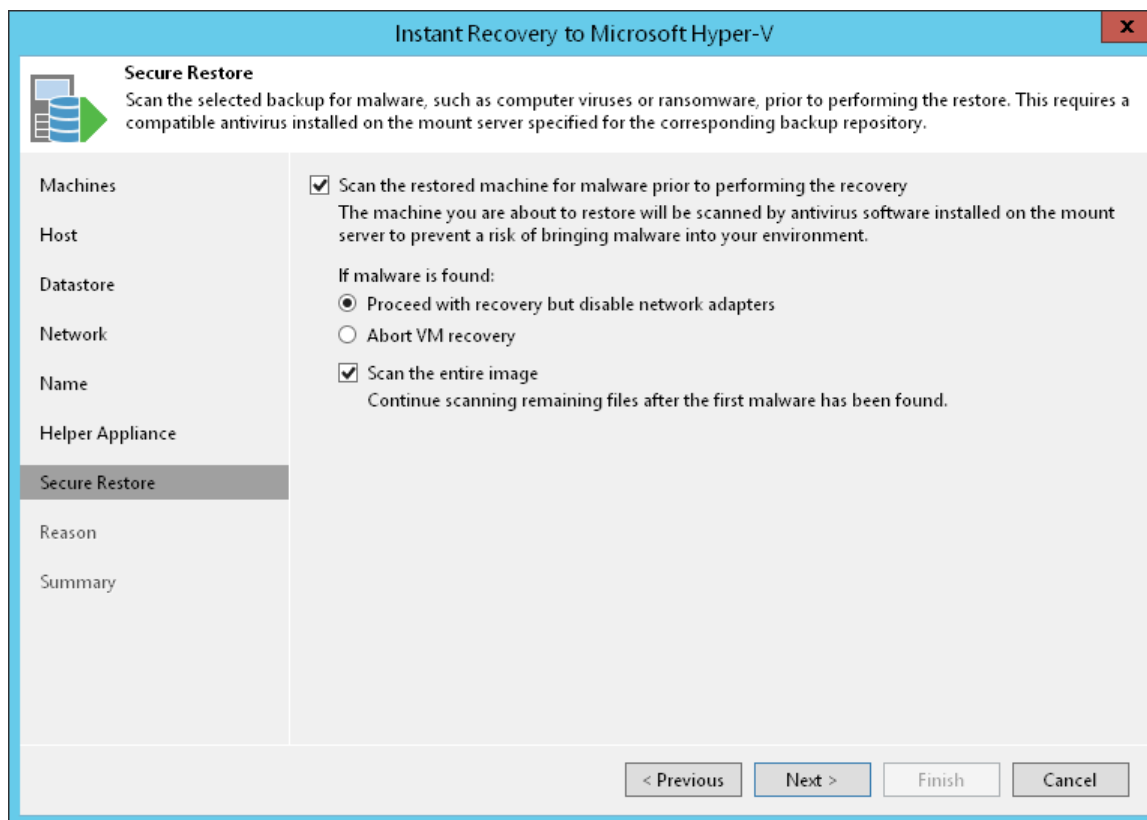 Instant Recovery to Microsoft Hyper-V
x
Secure Restore
Scan the selected backup for malware, such as computer viruses or ransomware, prior to performing the restore. This requires a
compatible antivirus installed on the mount server specified for the corresponding backup repository.
Machines
Host
Datastore
Network
Name
Helper Appliance
Secure Restore
Reason
Summary
Scan the restored machine for malware prior to performing the recovery
The machine you are about to restore will be scanned by antivirus software installed on the mount
server to prevent a risk of bringing malware into your environment.
If malware is found:
Proceed with recovery but disable network adapters
Abort VM recovery
Scan the entire image
Continue scanning remaining files after the first malware has been found.
< Previous
Next >
Finish
Cancel